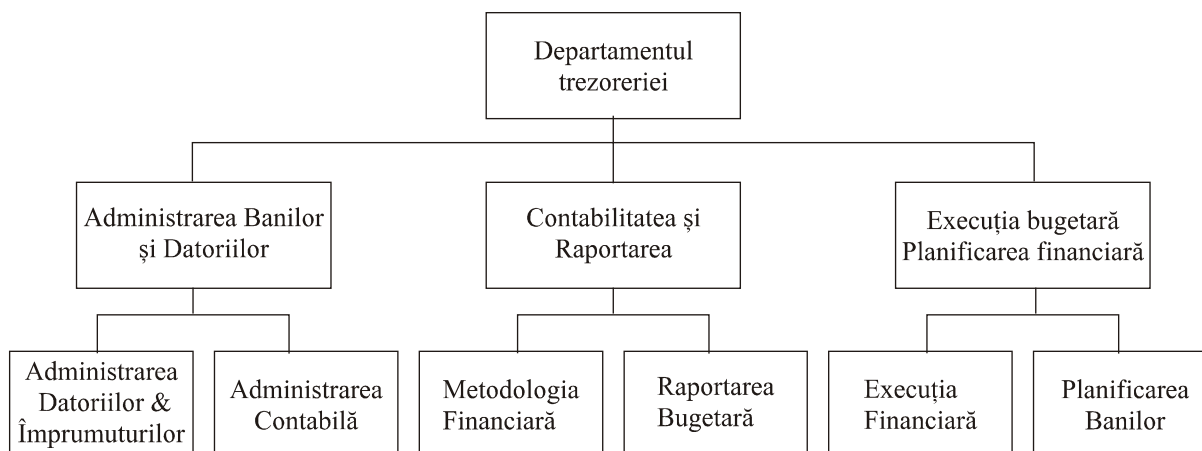 Departamentul
trezoreriei
Administrarea Banilor
și Datoriilor
Contabilitatea și
Raportarea
Execuția bugetară
Planificarea financiară
Administrarea
Datoriilor &
Împrumuturilor
Administrarea
Contabilă
Metodologia
Financiară
Raportarea
Bugetară
Execuția
Financiară
Planificarea
Banilor